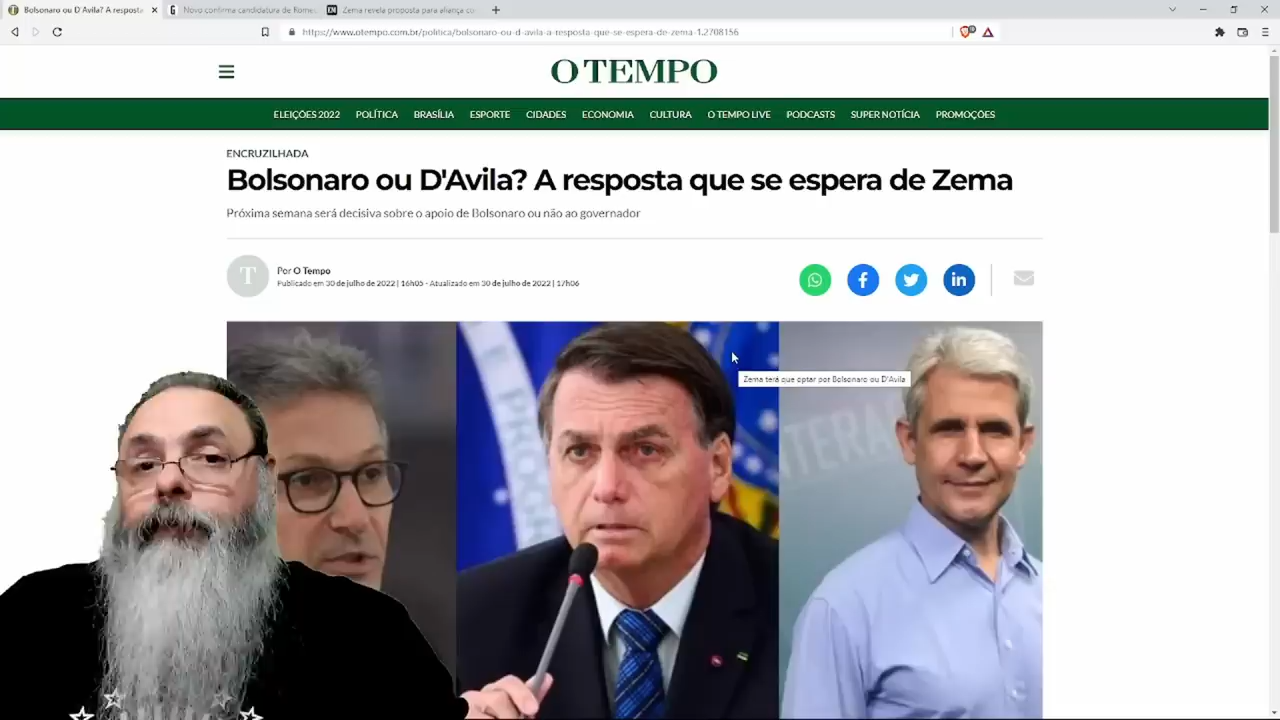 Bolsonaro ou D'Avila? A resposta
Novo confirma candidatura de Rome
Zema revela proposta para aliança co
https://www.otempo.com.br/politica/bolsonaro-ou-d-avila-a-resposta-que-se-espera-de-zema-1.2708156
O TEMPO
ELEIÇÕES 2022 POLÍTICA BRASÍLIA ESPORTE CIDADES ECONOMIA CULTURA O TEMPO LIVE PODCASTS SUPER NOTÍCIA PROMOÇÕES
ENCRUZILHADA
Bolsonaro ou D'Avila? A resposta que se espera de Zema
Próxima semana será decisiva sobre o apoio de Bolsonaro ou não ao governador
T
Por O Tempo
Publicado em 30 de julho de 2022 | 16h05 - Atualizado em 30 de julho de 2022 | 17h06
PROG
Zema terá que optar por Bolsonaro ou D'Avila
INTERA